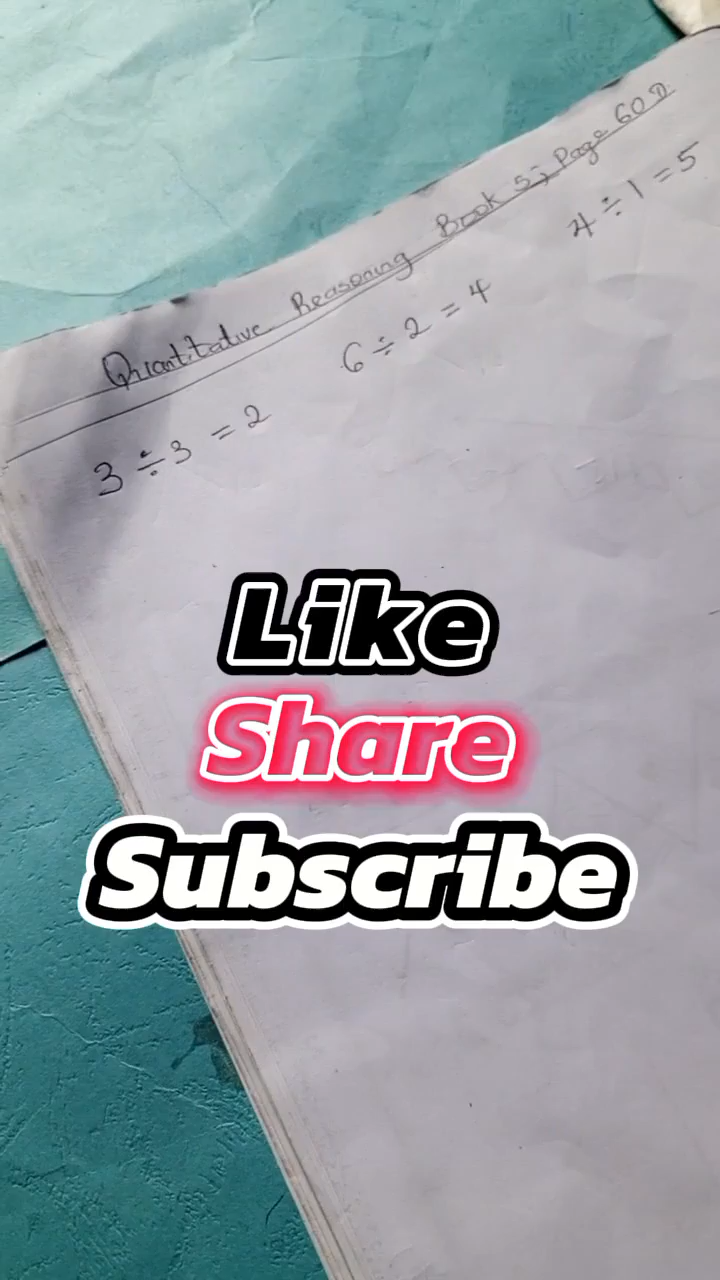 Quantitative Reasoning Book 5; Page 60 D
3 ÷ 3 = 2 6 ÷ 2 = 4 4 ÷ 1 = 5
Like
Share
Subscribe